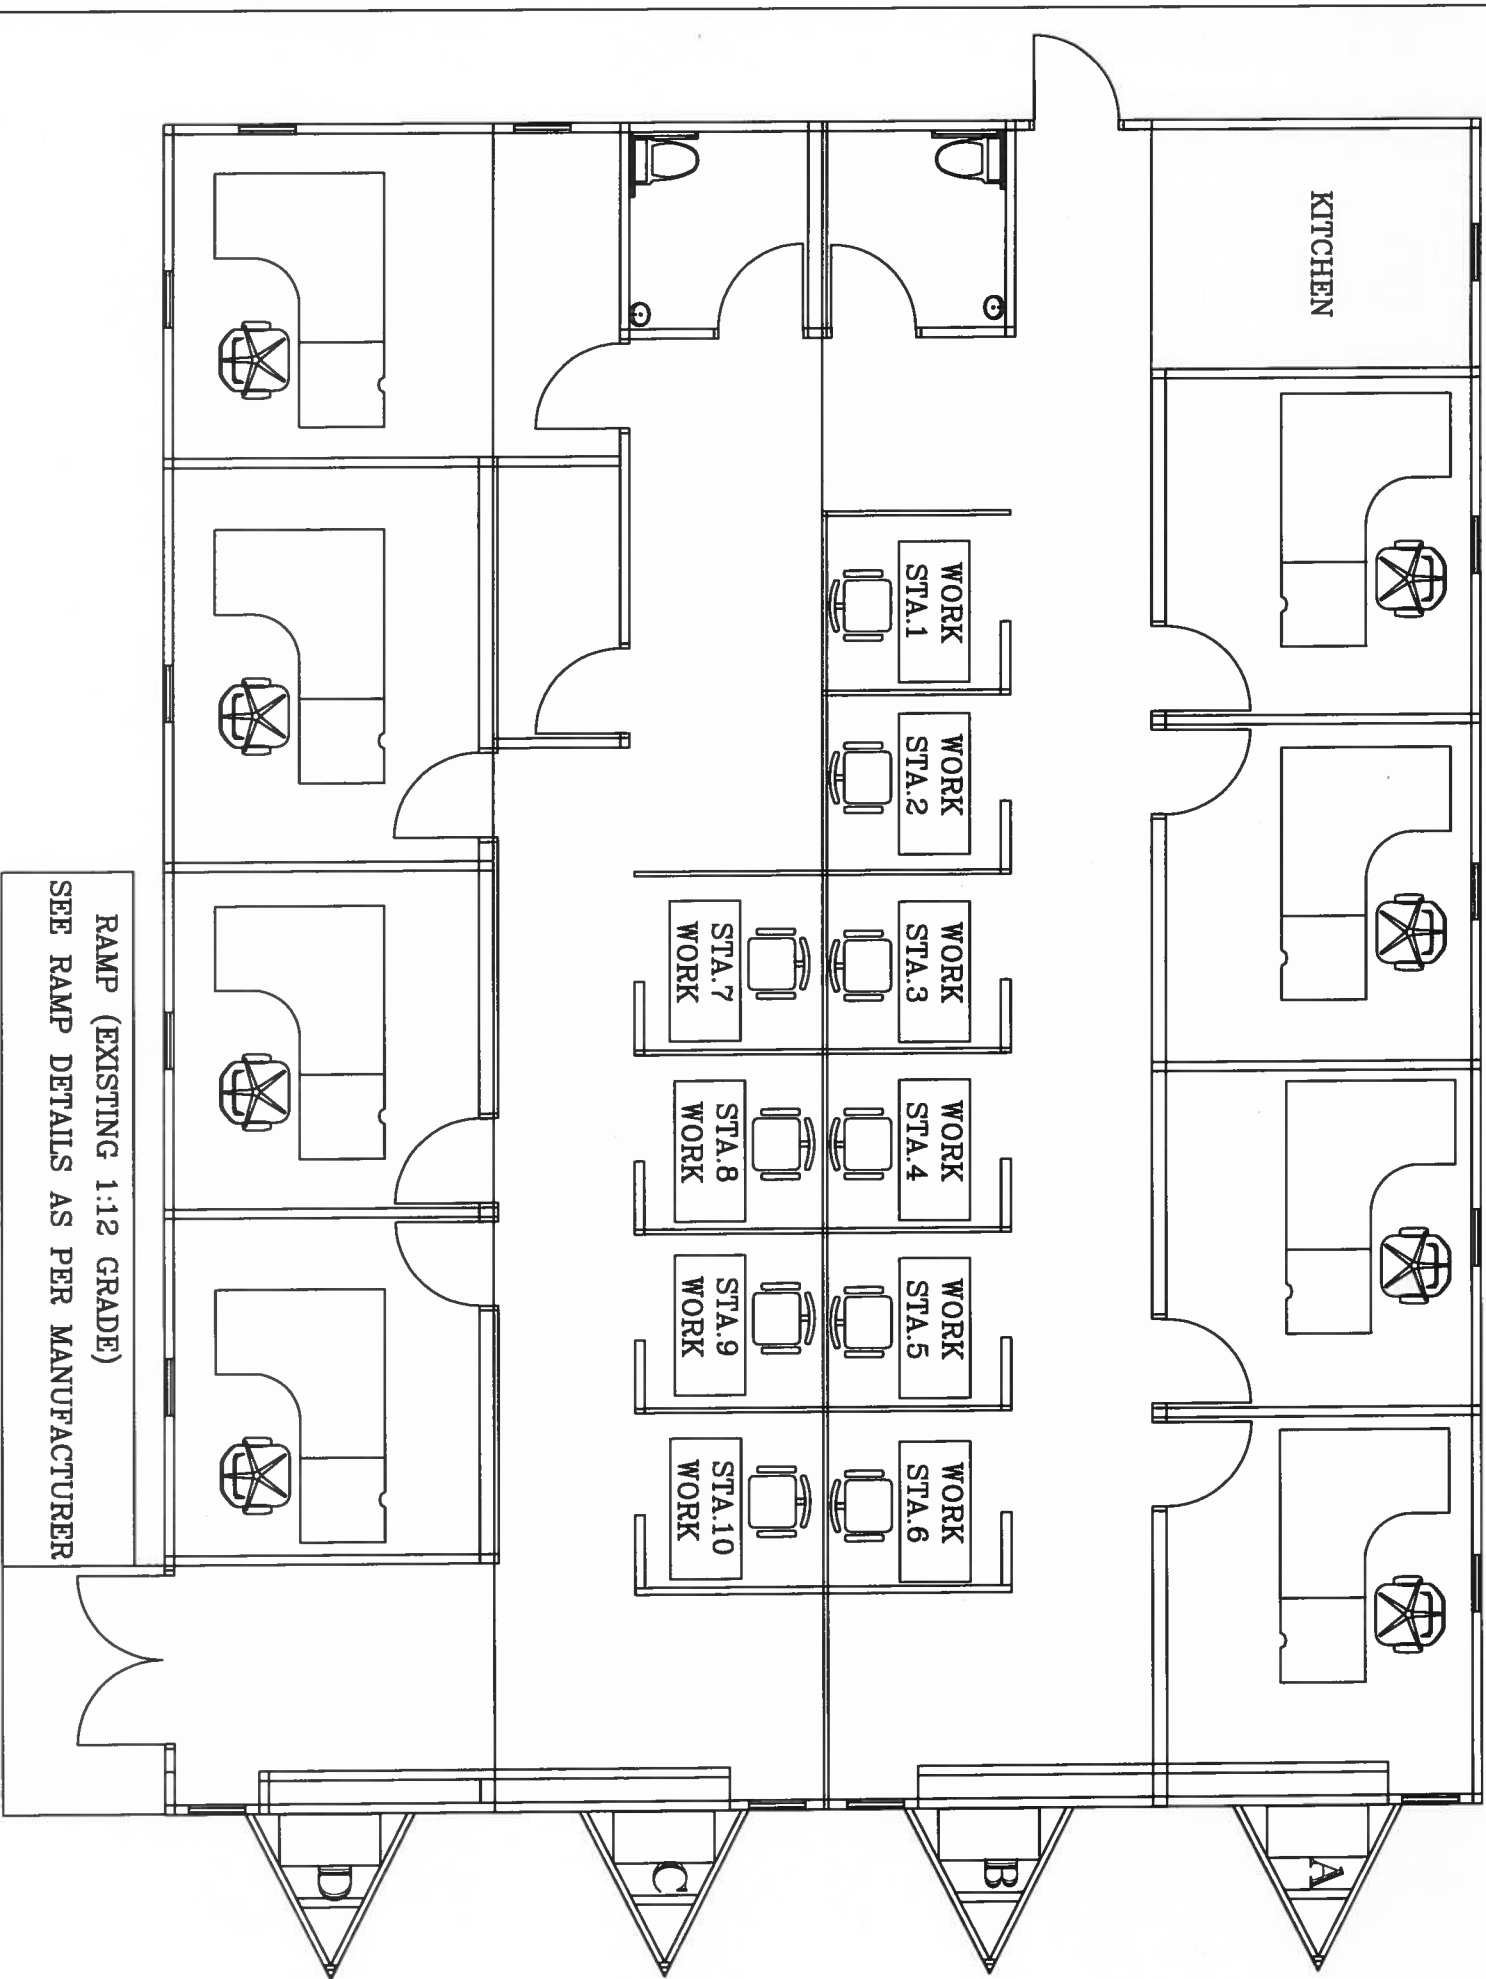 KITCHEN
WORK
STA.1
WORK
STA.2
WORK
STA.3
WORK
STA.4
WORK
STA.5
WORK
STA.6
STA.7
WORK
STA.8
WORK
STA.9
WORK
STA.10
WORK
A
B
C
D
RAMP (EXISTING 1:12 GRADE)
SEE RAMP DETAILS AS PER MANUFACTURER